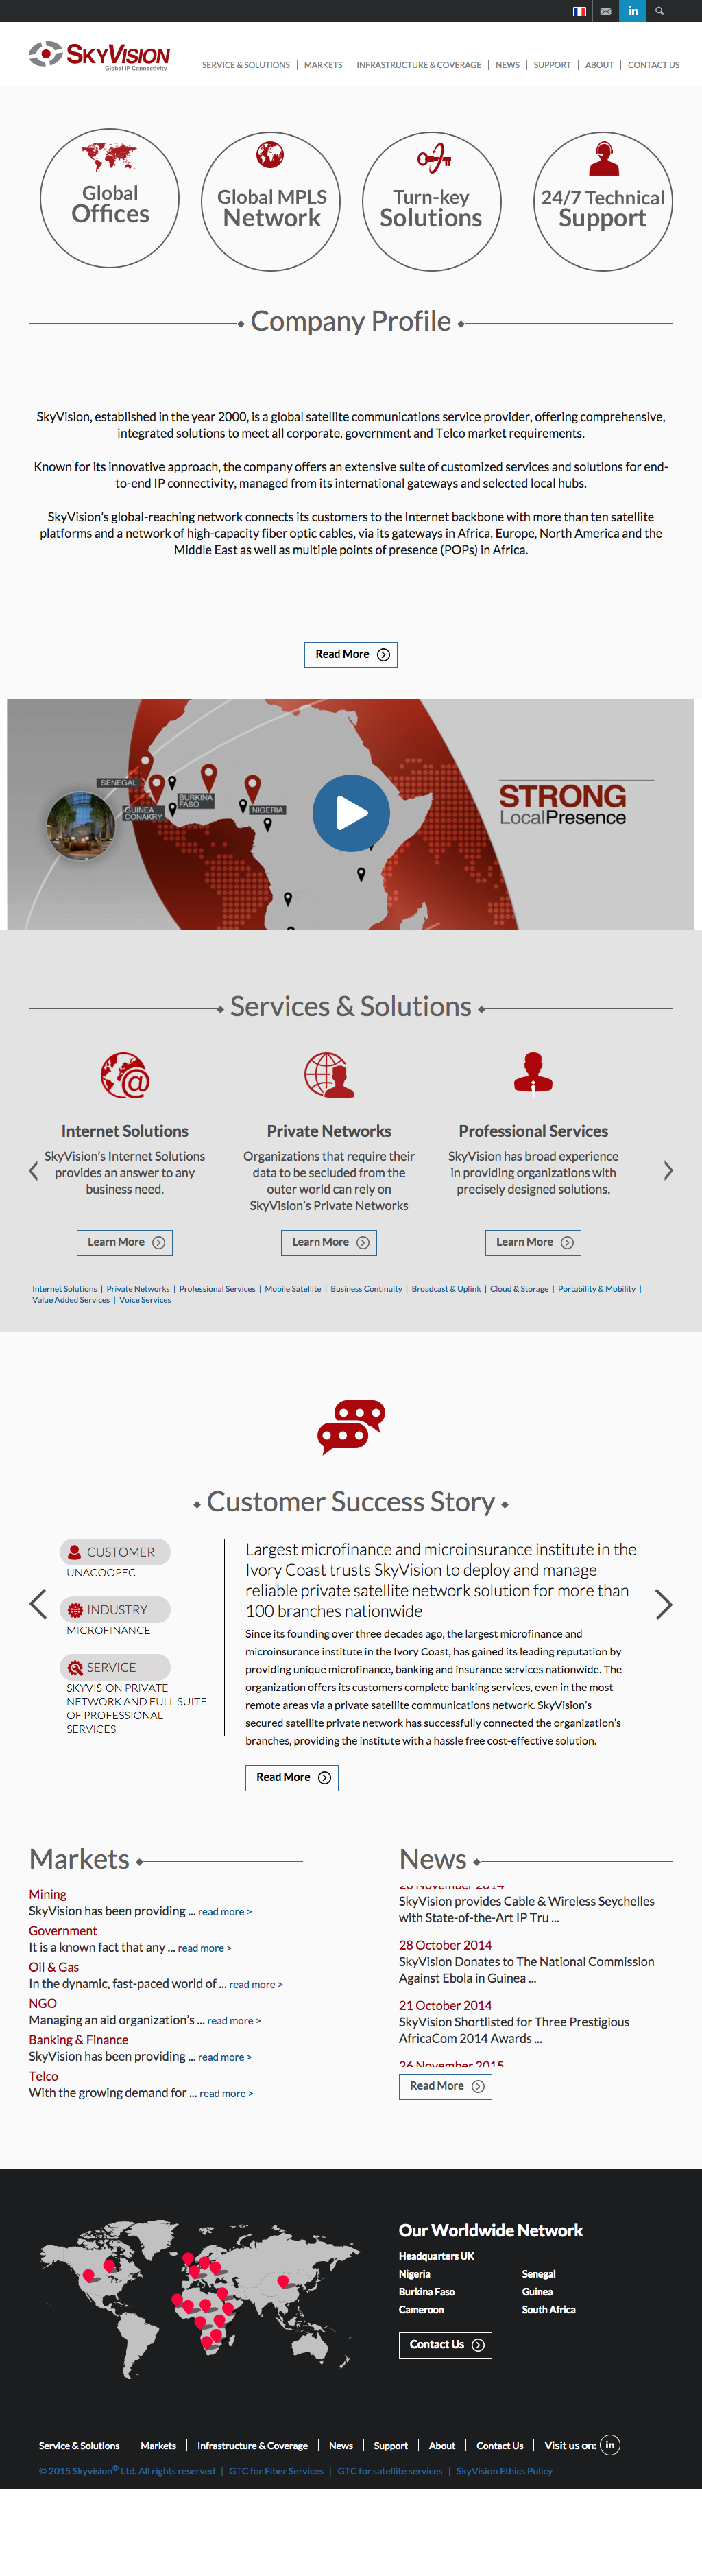 in
SKYVISION
Global IP Connectivity
SERVICE & SOLUTIONS | MARKETS | INFRASTRUCTURE & COVERAGE | NEWS | SUPPORT | ABOUT | CONTACT US
Global
Offices
Global MPLS
Network
Turn-key
Solutions
24/7 Technical
Support
Company Profile
SkyVision, established in the year 2000, is a global satellite communications service provider, offering comprehensive,
integrated solutions to meet all corporate, government and Telco market requirements.
Known for its innovative approach, the company offers an extensive suite of customized services and solutions for end-
to-end IP connectivity, managed from its international gateways and selected local hubs.
SkyVision's global-reaching network connects its customers to the Internet backbone with more than ten satellite
platforms and a network of high-capacity fiber optic cables, via its gateways in Africa, Europe, North America and the
Middle East as well as multiple points of presence (POPs) in Africa.
Read More
SENEGAL
GUINEA
CONAKRY
BURKINA
FASO
NIGERIA
STRONG
LocalPresence
Services & Solutions
Internet Solutions
SkyVision's Internet Solutions
provides an answer to any
business need.
Learn More
Private Networks
Organizations that require their
data to be secluded from the
outer world can rely on
SkyVision's Private Networks
Learn More
Professional Services
SkyVision has broad experience
in providing organizations with
precisely designed solutions.
Learn More
Internet Solutions | Private Networks | Professional Services | Mobile Satellite | Business Continuity | Broadcast & Uplink | Cloud & Storage | Portability & Mobility |
Value Added Services | Voice Services
Customer Success Story
CUSTOMER
UNACOOPEC
INDUSTRY
MICROFINANCE
SERVICE
SKYVISION PRIVATE
NETWORK AND FULL SUITE
OF PROFESSIONAL
SERVICES
Largest microfinance and microinsurance institute in the
Ivory Coast trusts SkyVision to deploy and manage
reliable private satellite network solution for more than
100 branches nationwide
Since its founding over three decades ago, the largest microfinance and
microinsurance institute in the Ivory Coast, has gained its leading reputation by
providing unique microfinance, banking and insurance services nationwide. The
organization offers its customers complete banking services, even in the most
remote areas via a private satellite communications network. SkyVision's
secured satellite private network has successfully connected the organization's
branches, providing the institute with a hassle free cost-effective solution.
Read More
Markets
Mining
SkyVision has been providing ... read more >
Government
It is a known fact that any ... read more >
Oil & Gas
In the dynamic, fast-paced world of ... read more >
NGO
Managing an aid organization's ... read more >
Banking & Finance
SkyVision has been providing ... read more >
Telco
With the growing demand for ... read more >
News
November 2014
SkyVision provides Cable & Wireless Seychelles
with State-of-the-Art IP Tru ...
28 October 2014
SkyVision Donates to The National Commission
Against Ebola in Guinea ...
21 October 2014
SkyVision Shortlisted for Three Prestigious
AfricaCom 2014 Awards ...
26 November 2015
Read More
Our Worldwide Network
Headquarters UK
Nigeria Senegal
Burkina Faso Guinea
Cameroon South Africa
Contact Us
Service & Solutions | Markets | Infrastructure & Coverage | News | Support | About | Contact Us | Visit us on: in
© 2015 Skyvision® Ltd. All rights reserved | GTC for Fiber Services | GTC for satellite services | SkyVision Ethics Policy